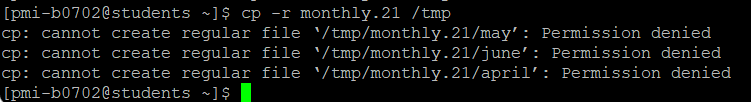 [pmi-b0702@students ~]$ cp -r monthly.21 /tmp
cp: cannot create regular file ‘/tmp/monthly.21/may’: Permission denied
cp: cannot create regular file ‘/tmp/monthly.21/june’: Permission denied
cp: cannot create regular file ‘/tmp/monthly.21/april’: Permission denied
[pmi-b0702@students ~]$